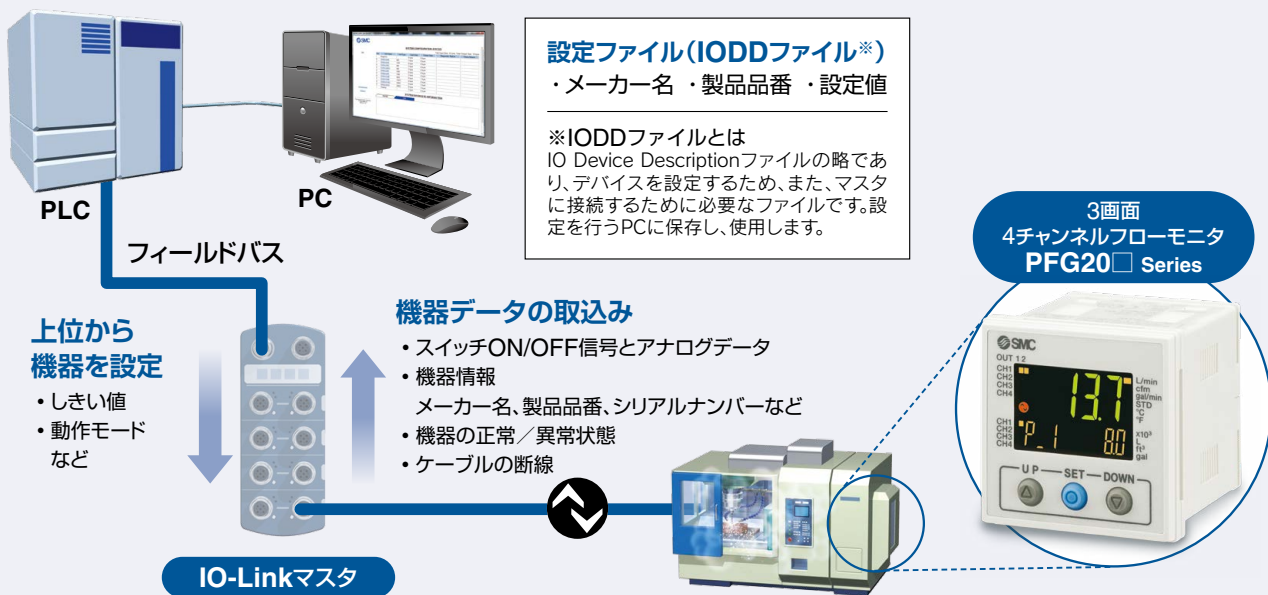 設定ファイル(IODDファイル※)
・メーカー名 ・製品品番 ・設定値
※IODDファイルとは
IO Device Descriptionファイルの略であ
り、デバイスを設定するため、また、マスタ
に接続するために必要なファイルです。設
定を行うPCに保存し、使用します。
PLC
PC
フィールドバス
上位から
機器を設定
・しきい値
・動作モード
など
機器データの取込み
・スイッチON/OFF信号とアナログデータ
・機器情報
メーカー名、製品品番、シリアルナンバーなど
・機器の正常／異常状態
・ケーブルの断線
IO-Linkマスタ
3画面
4チャンネルフローモニタ
PFG20□ Series
SMC
OUT 1 2
CH1
CH2
CH3
CH4
13.7
L/min
cfm
gal/min
STD
℃
℉
CH1
CH2
CH3
CH4
P_1
8.0
x10³
L
ft³
gal
UP
SET
DOWN
SMC